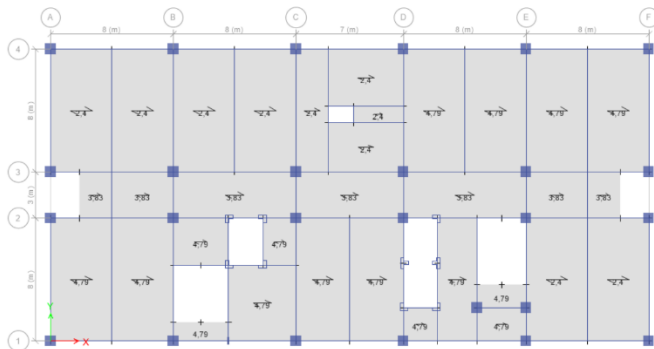 A B C D E F
8 (m) 8 (m) 7 (m) 8 (m) 8 (m)
4
2,4
8 (m) 2,4 2,4 2,4 2,4 2,4 2,4 4,79 4,79 4,79 4,79
2,4
3
3 (m) 3,83 3,83 3,83 3,83 3,83 3,83 3,83
2
4,79 4,79
8 (m) 4,79 4,79 4,79 4,79 4,79 4,79 2,4 2,4
4,79
Y 4,79 4,79 4,79
1 X